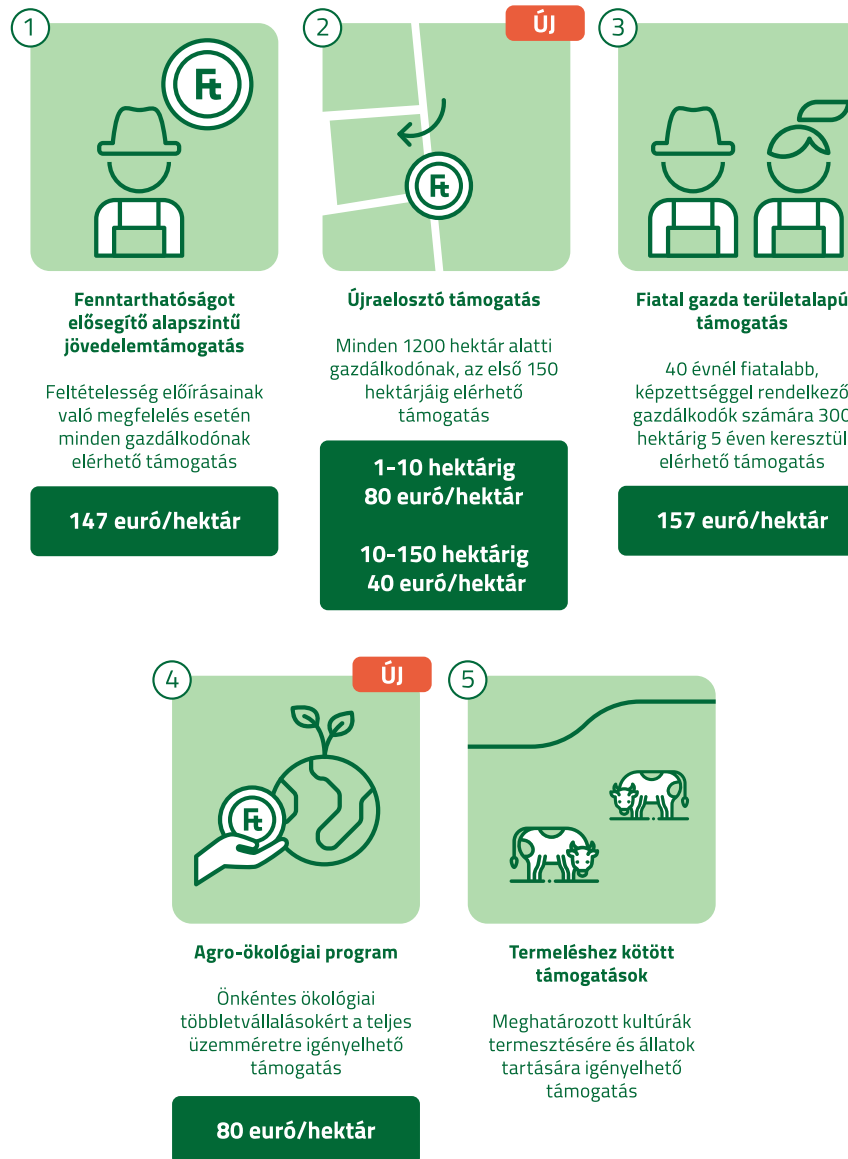 1
Ft
Fenntarthatóságot
elősegítő alapszintű
jövedelemtámogatás
Feltételesség előírásainak
való megfelelés esetén
minden gazdálkodónak
elérhető támogatás
147 euró/hektár
2
ÚJ
Ft
Újraelosztó támogatás
Minden 1200 hektár alatti
gazdálkodónak, az első 150
hektárjáig elérhető
támogatás
1-10 hektárig
80 euró/hektár
10-150 hektárig
40 euró/hektár
3
Fiatal gazda területalapú
támogatás
40 évnél fiatalabb,
képzettséggel rendelkező
gazdálkodók számára 300
hektárig 5 éven keresztül
elérhető támogatás
157 euró/hektár
4
ÚJ
Ft
Agro-ökológiai program
Önkéntes ökológiai
többletvállalásokért a teljes
üzemméretre igényelhető
támogatás
80 euró/hektár
5
Termeléshez kötött
támogatások
Meghatározott kultúrák
termesztésére és állatok
tartására igényelhető
támogatás